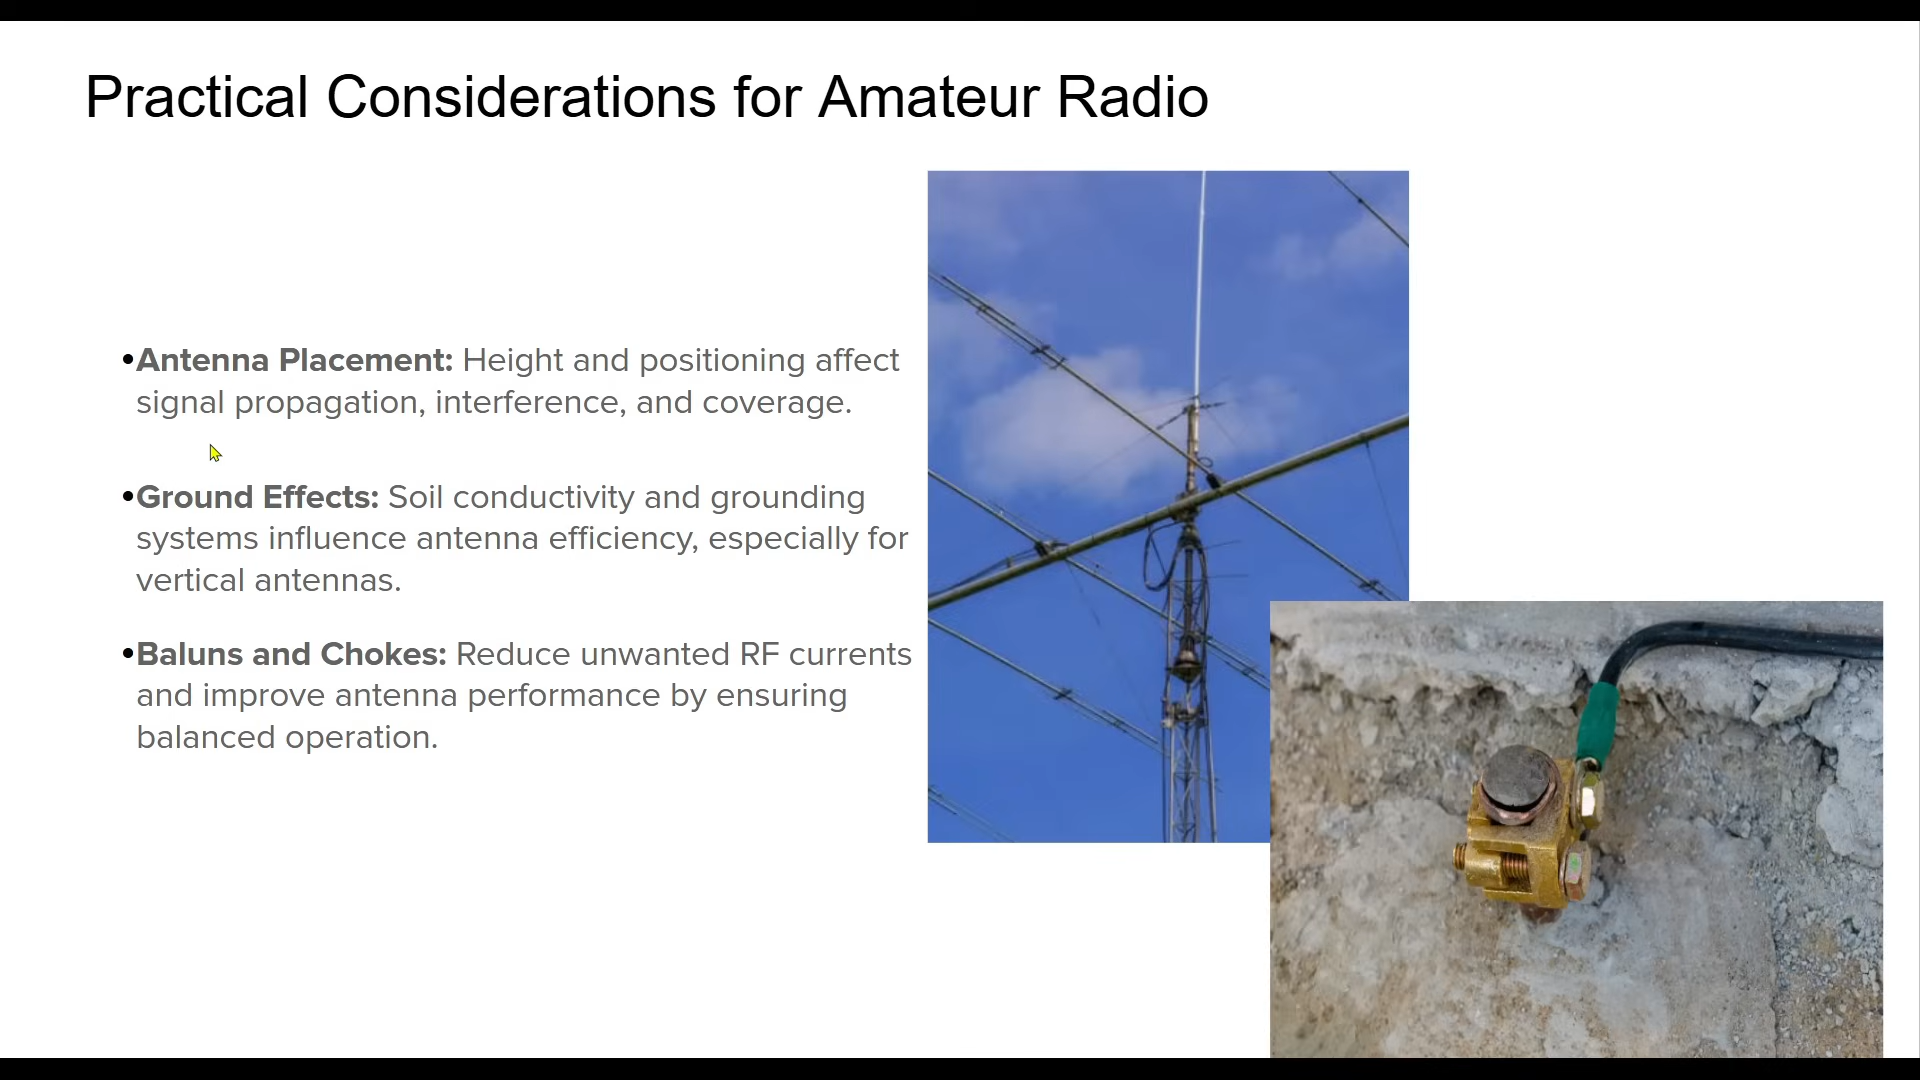 Practical Considerations for Amateur Radio
•Antenna Placement: Height and positioning affect
signal propagation, interference, and coverage.
•Ground Effects: Soil conductivity and grounding
systems influence antenna efficiency, especially for
vertical antennas.
•Baluns and Chokes: Reduce unwanted RF currents
and improve antenna performance by ensuring
balanced operation.